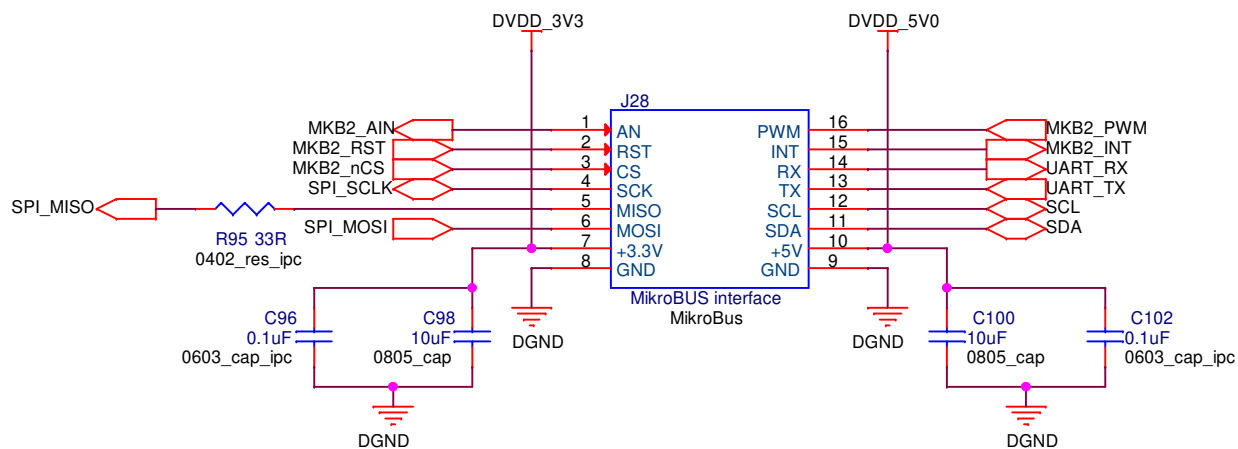 DVDD_3V3 DVDD_5V0
J28
MKB2_AIN 1 AN PWM 16 MKB2_PWM
MKB2_RST 2 RST INT 15 MKB2_INT
MKB2_nCS 3 CS RX 14 UART_RX
SPI_SCLK 4 SCK TX 13 UART_TX
SPI_MISO 5 MISO SCL 12 SCL
SPI_MOSI 6 MOSI SDA 11 SDA
R95 33R 7 +3.3V +5V 10
0402_res_ipc 8 GND GND 9
MikroBUS interface
MikroBus
C96 C98 C100 C102
0.1uF 10uF DGND DGND 10uF 0.1uF
0603_cap_ipc 0805_cap 0805_cap 0603_cap_ipc
DGND DGND